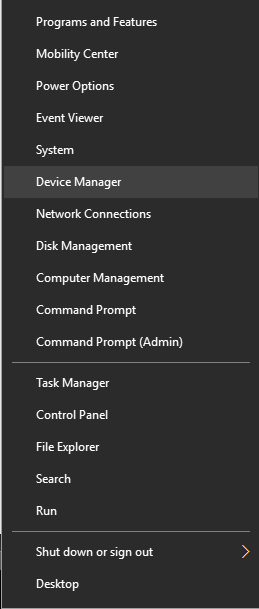 Programs and Features
Mobility Center
Power Options
Event Viewer
System
Device Manager
Network Connections
Disk Management
Computer Management
Command Prompt
Command Prompt (Admin)
Task Manager
Control Panel
File Explorer
Search
Run
Shut down or sign out
Desktop